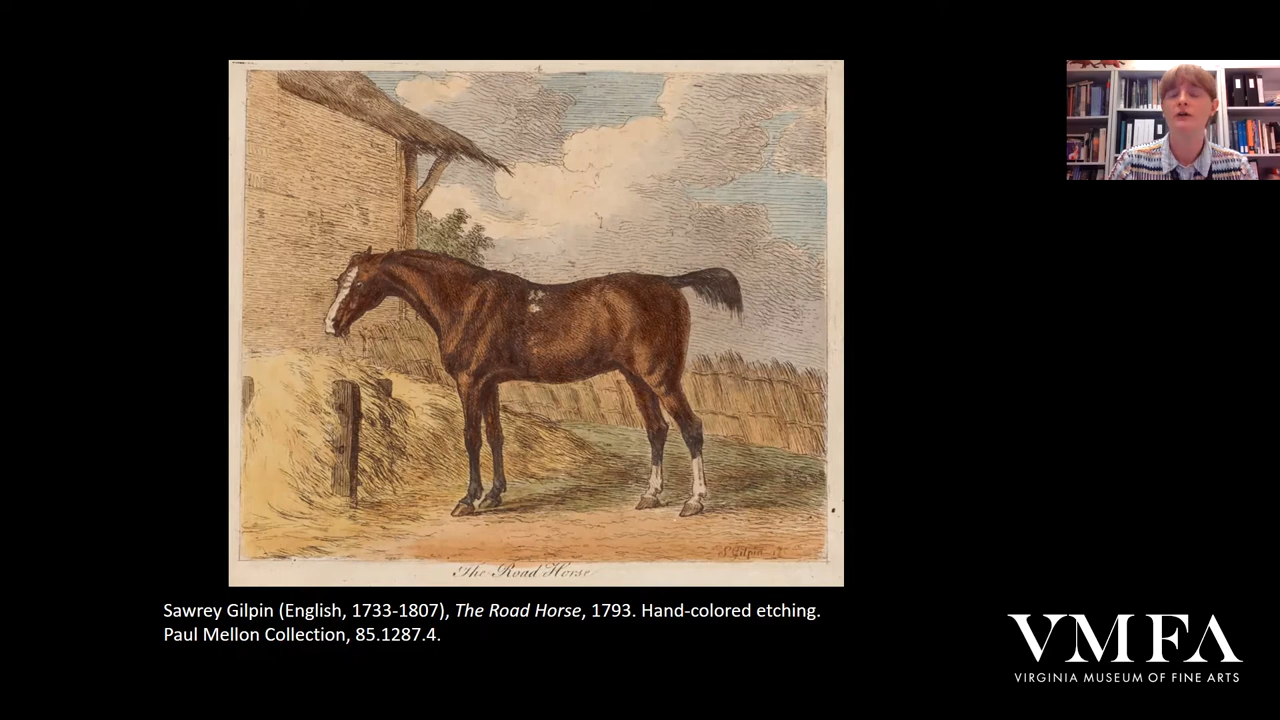 S. Gilpin
The Road Horse
Sawrey Gilpin (English, 1733-1807), The Road Horse, 1793. Hand-colored etching.
Paul Mellon Collection, 85.1287.4.
VMFA
VIRGINIA MUSEUM OF FINE ARTS